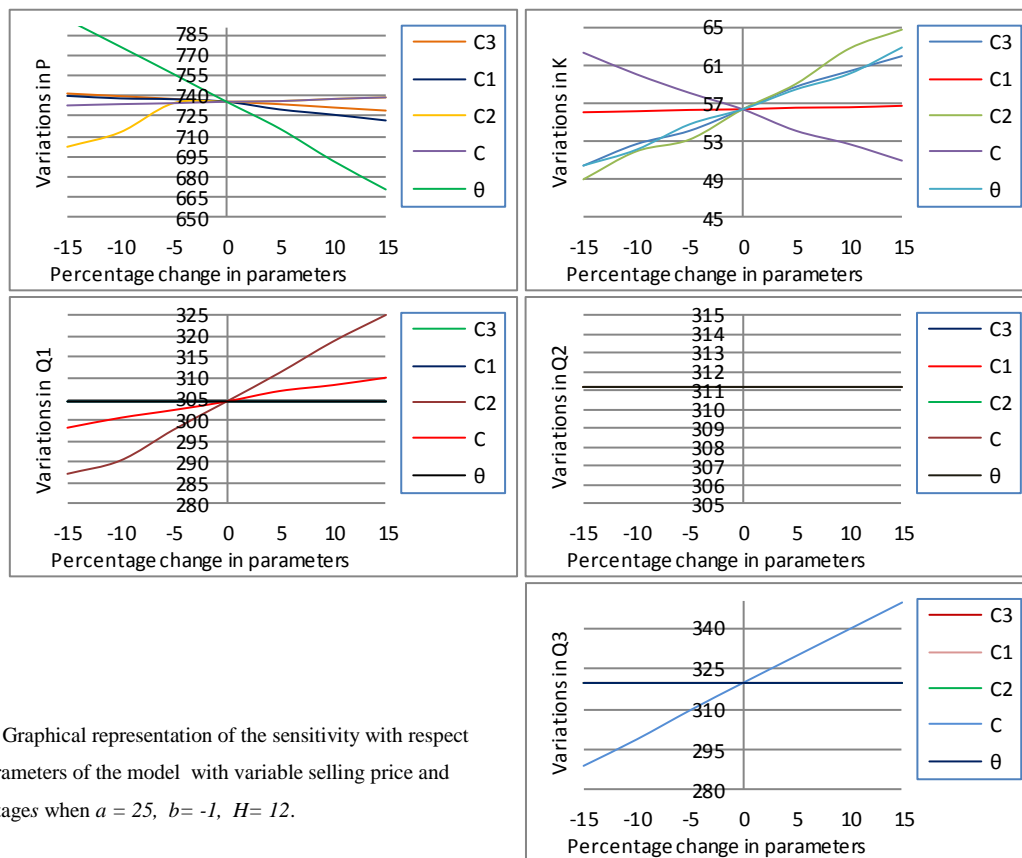 785
770
755
740
725
710
695
680
665
650
Variations in P
-15 -10 -5 0 5 10 15
Percentage change in parameters
C3
C1
C2
C
θ
65
61
57
53
49
45
Variations in K
-15 -10 -5 0 5 10 15
Percentage change in parameters
C3
C1
C2
C
θ
325
320
315
310
305
300
295
290
285
280
Variations in Q1
-15 -10 -5 0 5 10 15
Percentage change in parameters
C3
C1
C2
C
θ
315
314
313
312
311
310
309
308
307
306
305
Variations in Q2
-15 -10 -5 0 5 10 15
Percentage change in parameters
C3
C1
C2
C
θ
340
325
310
295
280
Variations in Q3
-15 -10 -5 0 5 10 15
Percentage change in parameters
C3
C1
C2
C
θ
Graphical representation of the sensitivity with respect
rameters of the model with variable selling price and
tages when a = 25, b= -1, H= 12.